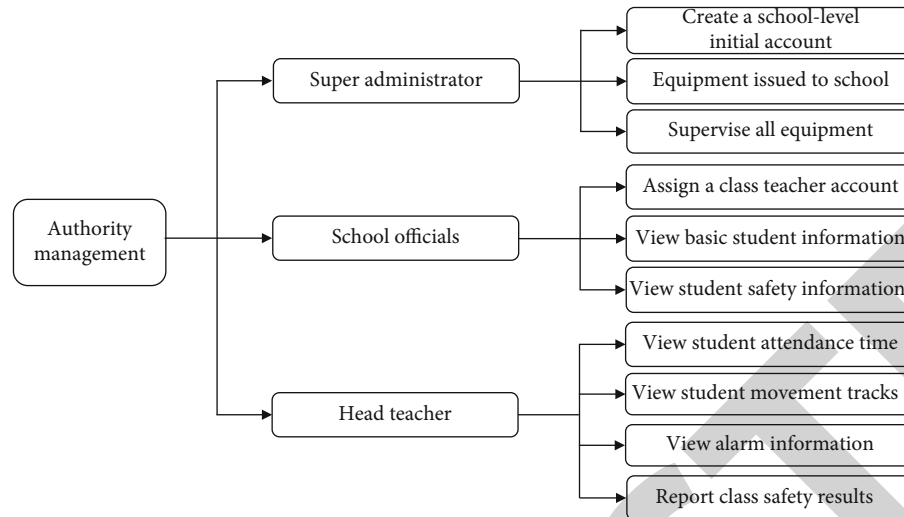 Create a school-level
initial account
Super administrator
Equipment issued to school
Supervise all equipment
Assign a class teacher account
Authority
management
School officials
View basic student information
View student safety information
View student attendance time
View student movement tracks
Head teacher
View alarm information
Report class safety results